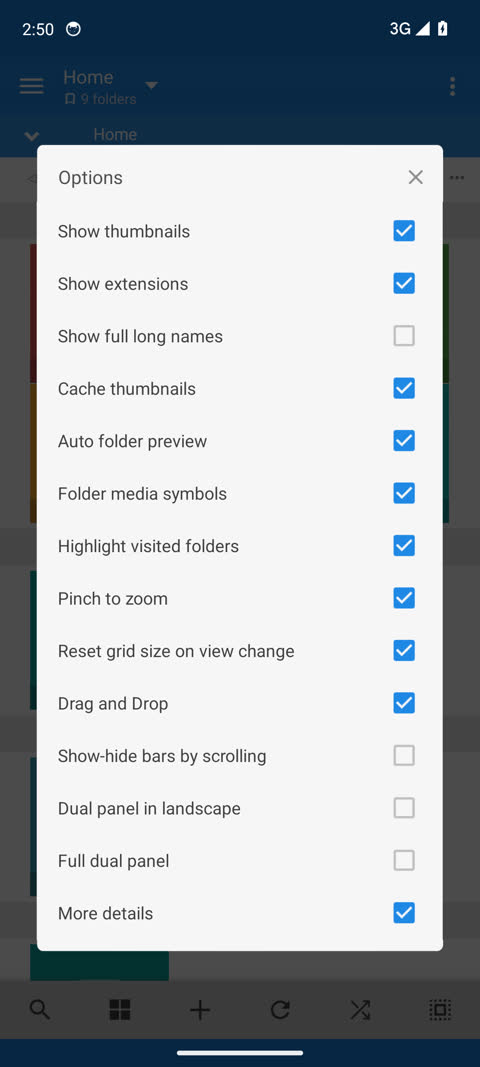 2:50
3G
Home
9 folders
Home
Options
Show thumbnails
Show extensions
Show full long names
Cache thumbnails
Auto folder preview
Folder media symbols
Highlight visited folders
Pinch to zoom
Reset grid size on view change
Drag and Drop
Show-hide bars by scrolling
Dual panel in landscape
Full dual panel
More details